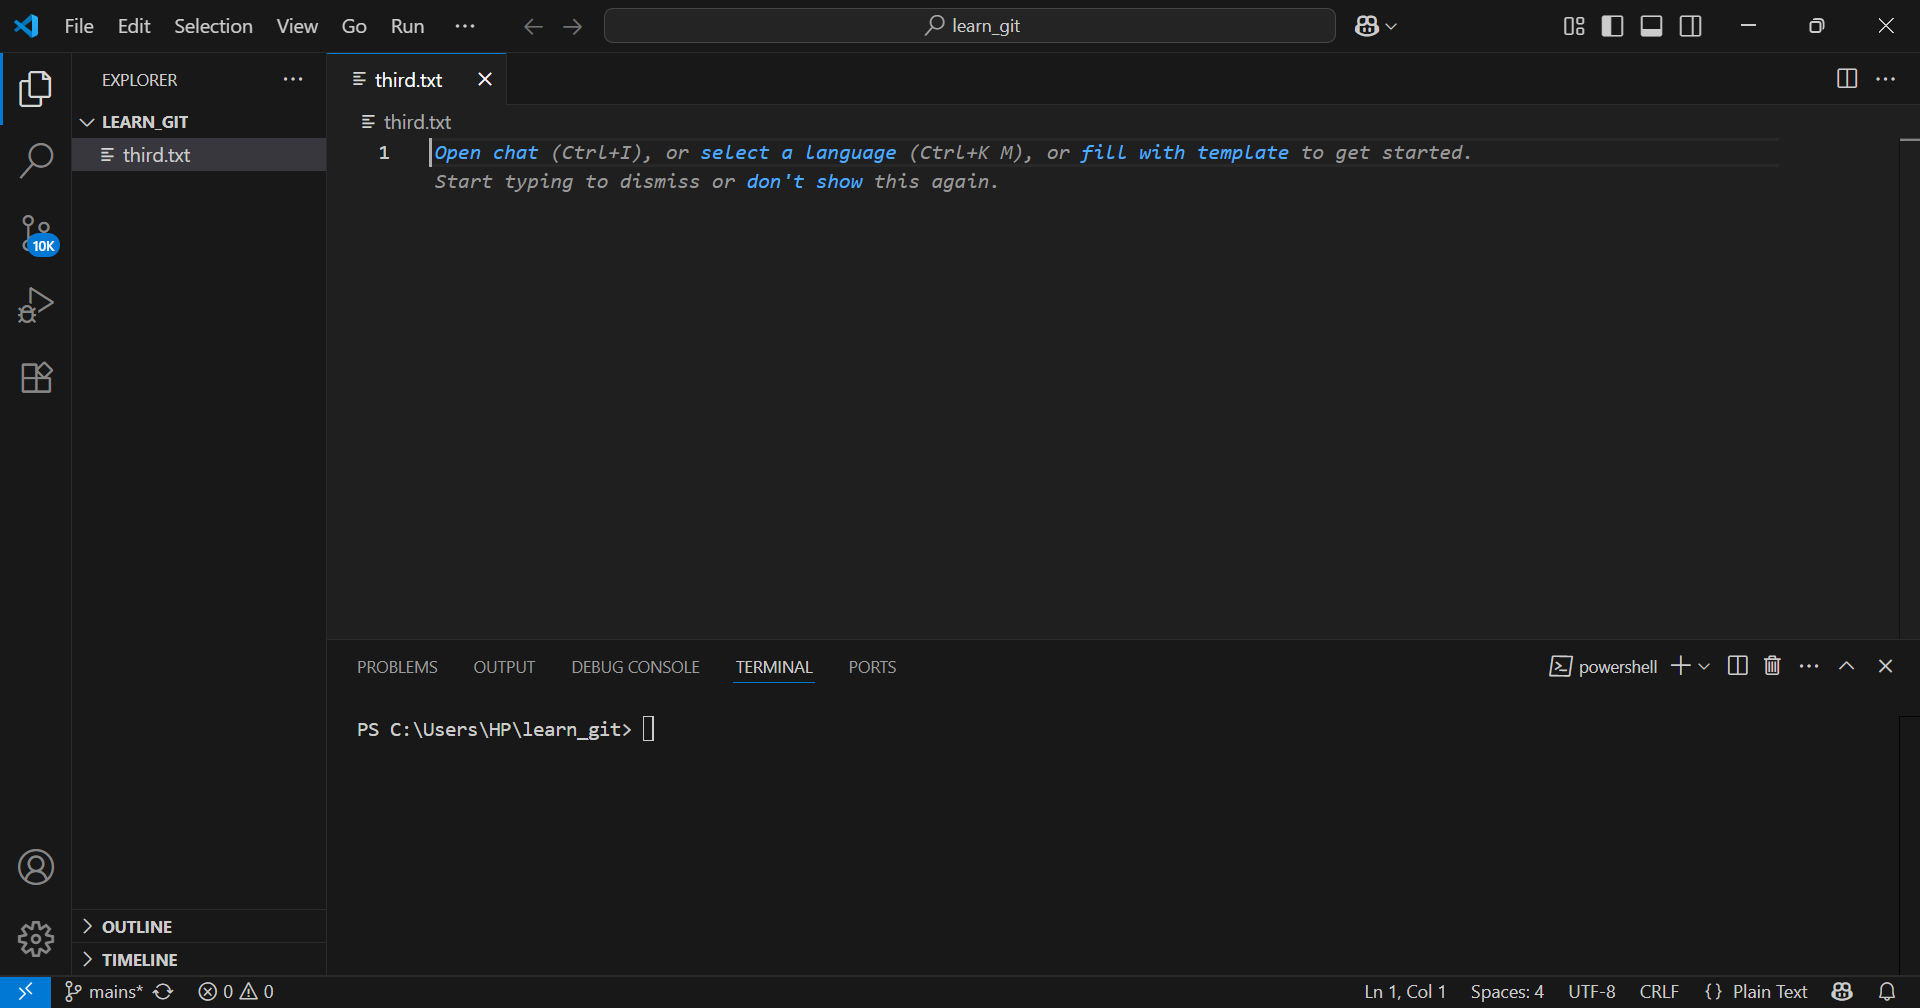 File Edit Selection View Go Run ··· learn_git
EXPLORER ···
LEARN_GIT
third.txt
10K
OUTLINE
TIMELINE
third.txt
third.txt
1 Open chat (Ctrl+I), or select a language (Ctrl+K M), or fill with template to get started.
Start typing to dismiss or don't show this again.
PROBLEMS OUTPUT DEBUG CONSOLE TERMINAL PORTS powershell
PS C:\Users\HP\learn_git>
mains* 0 0 Ln 1, Col 1 Spaces: 4 UTF-8 CRLF {} Plain Text